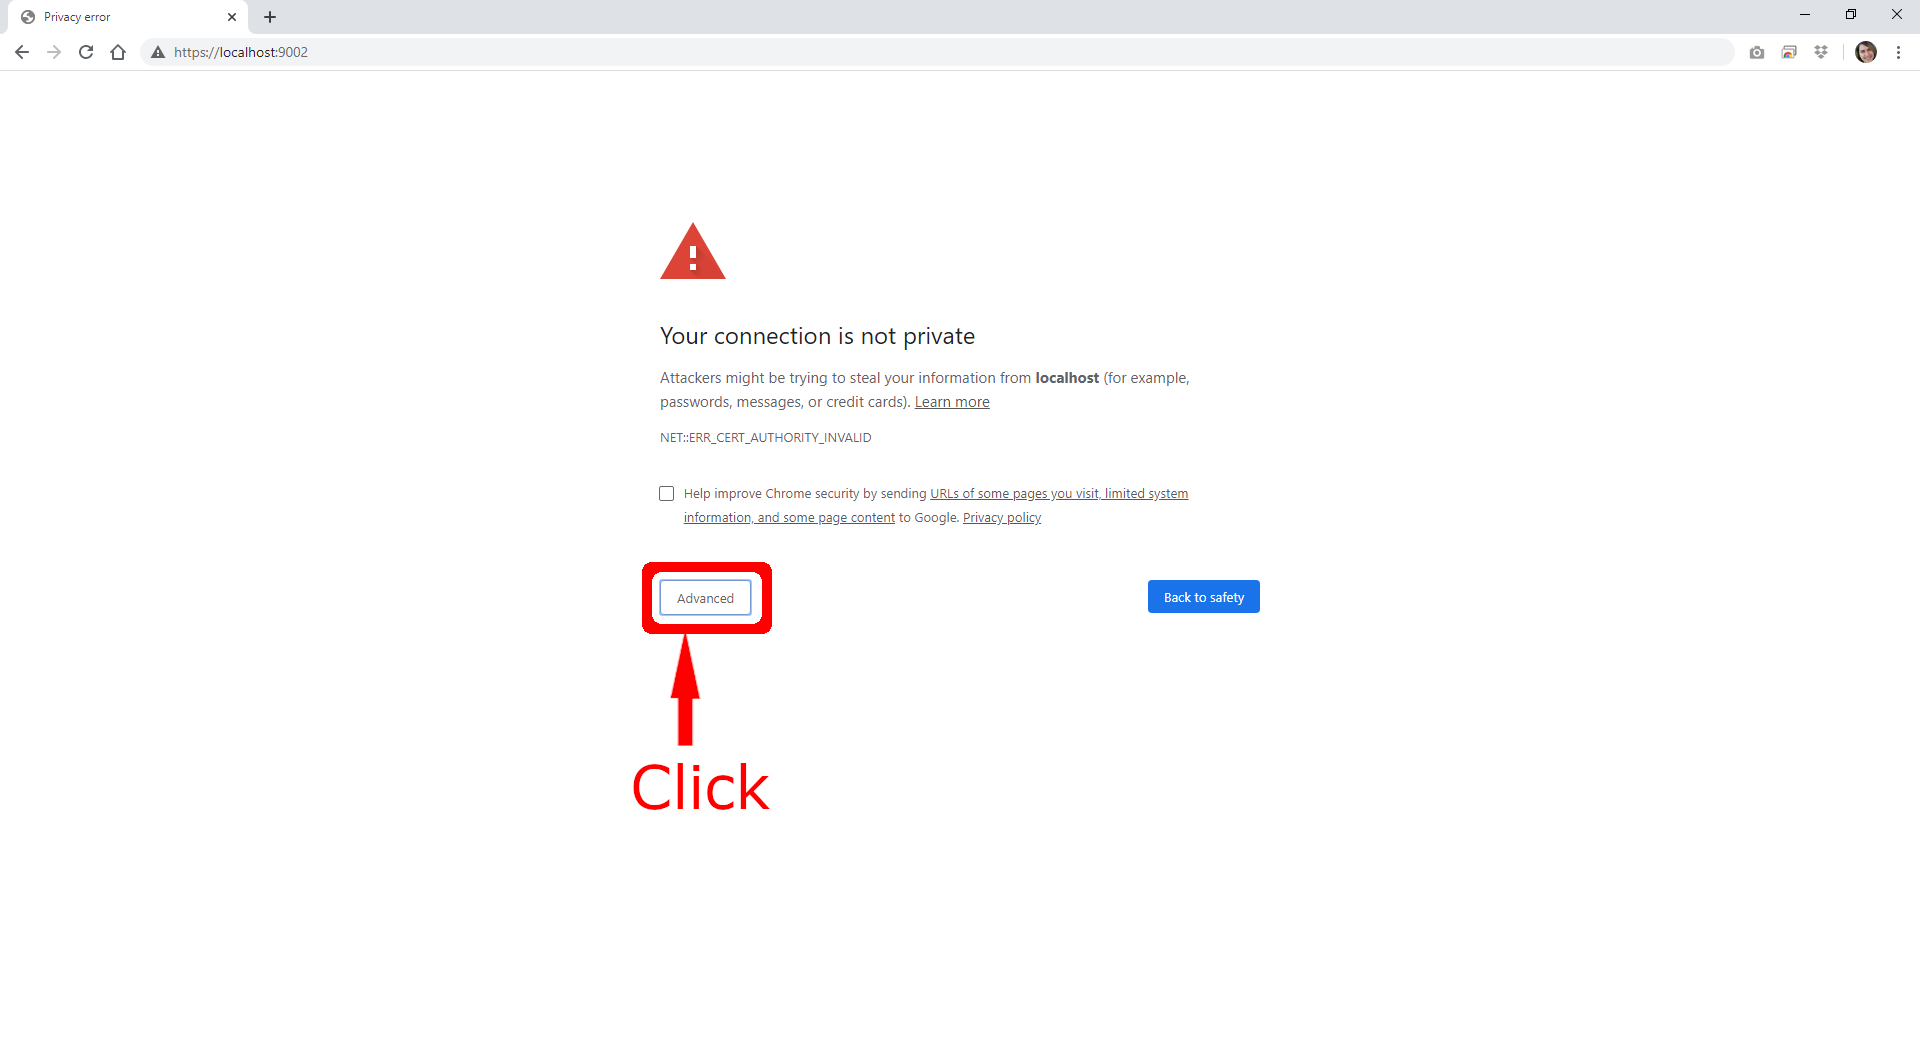 Privacy error
https://localhost:9002
Your connection is not private
Attackers might be trying to steal your information from localhost (for example,
passwords, messages, or credit cards). Learn more
NET::ERR_CERT_AUTHORITY_INVALID
Help improve Chrome security by sending URLs of some pages you visit, limited system
information, and some page content to Google. Privacy policy
Advanced
Back to safety
Click